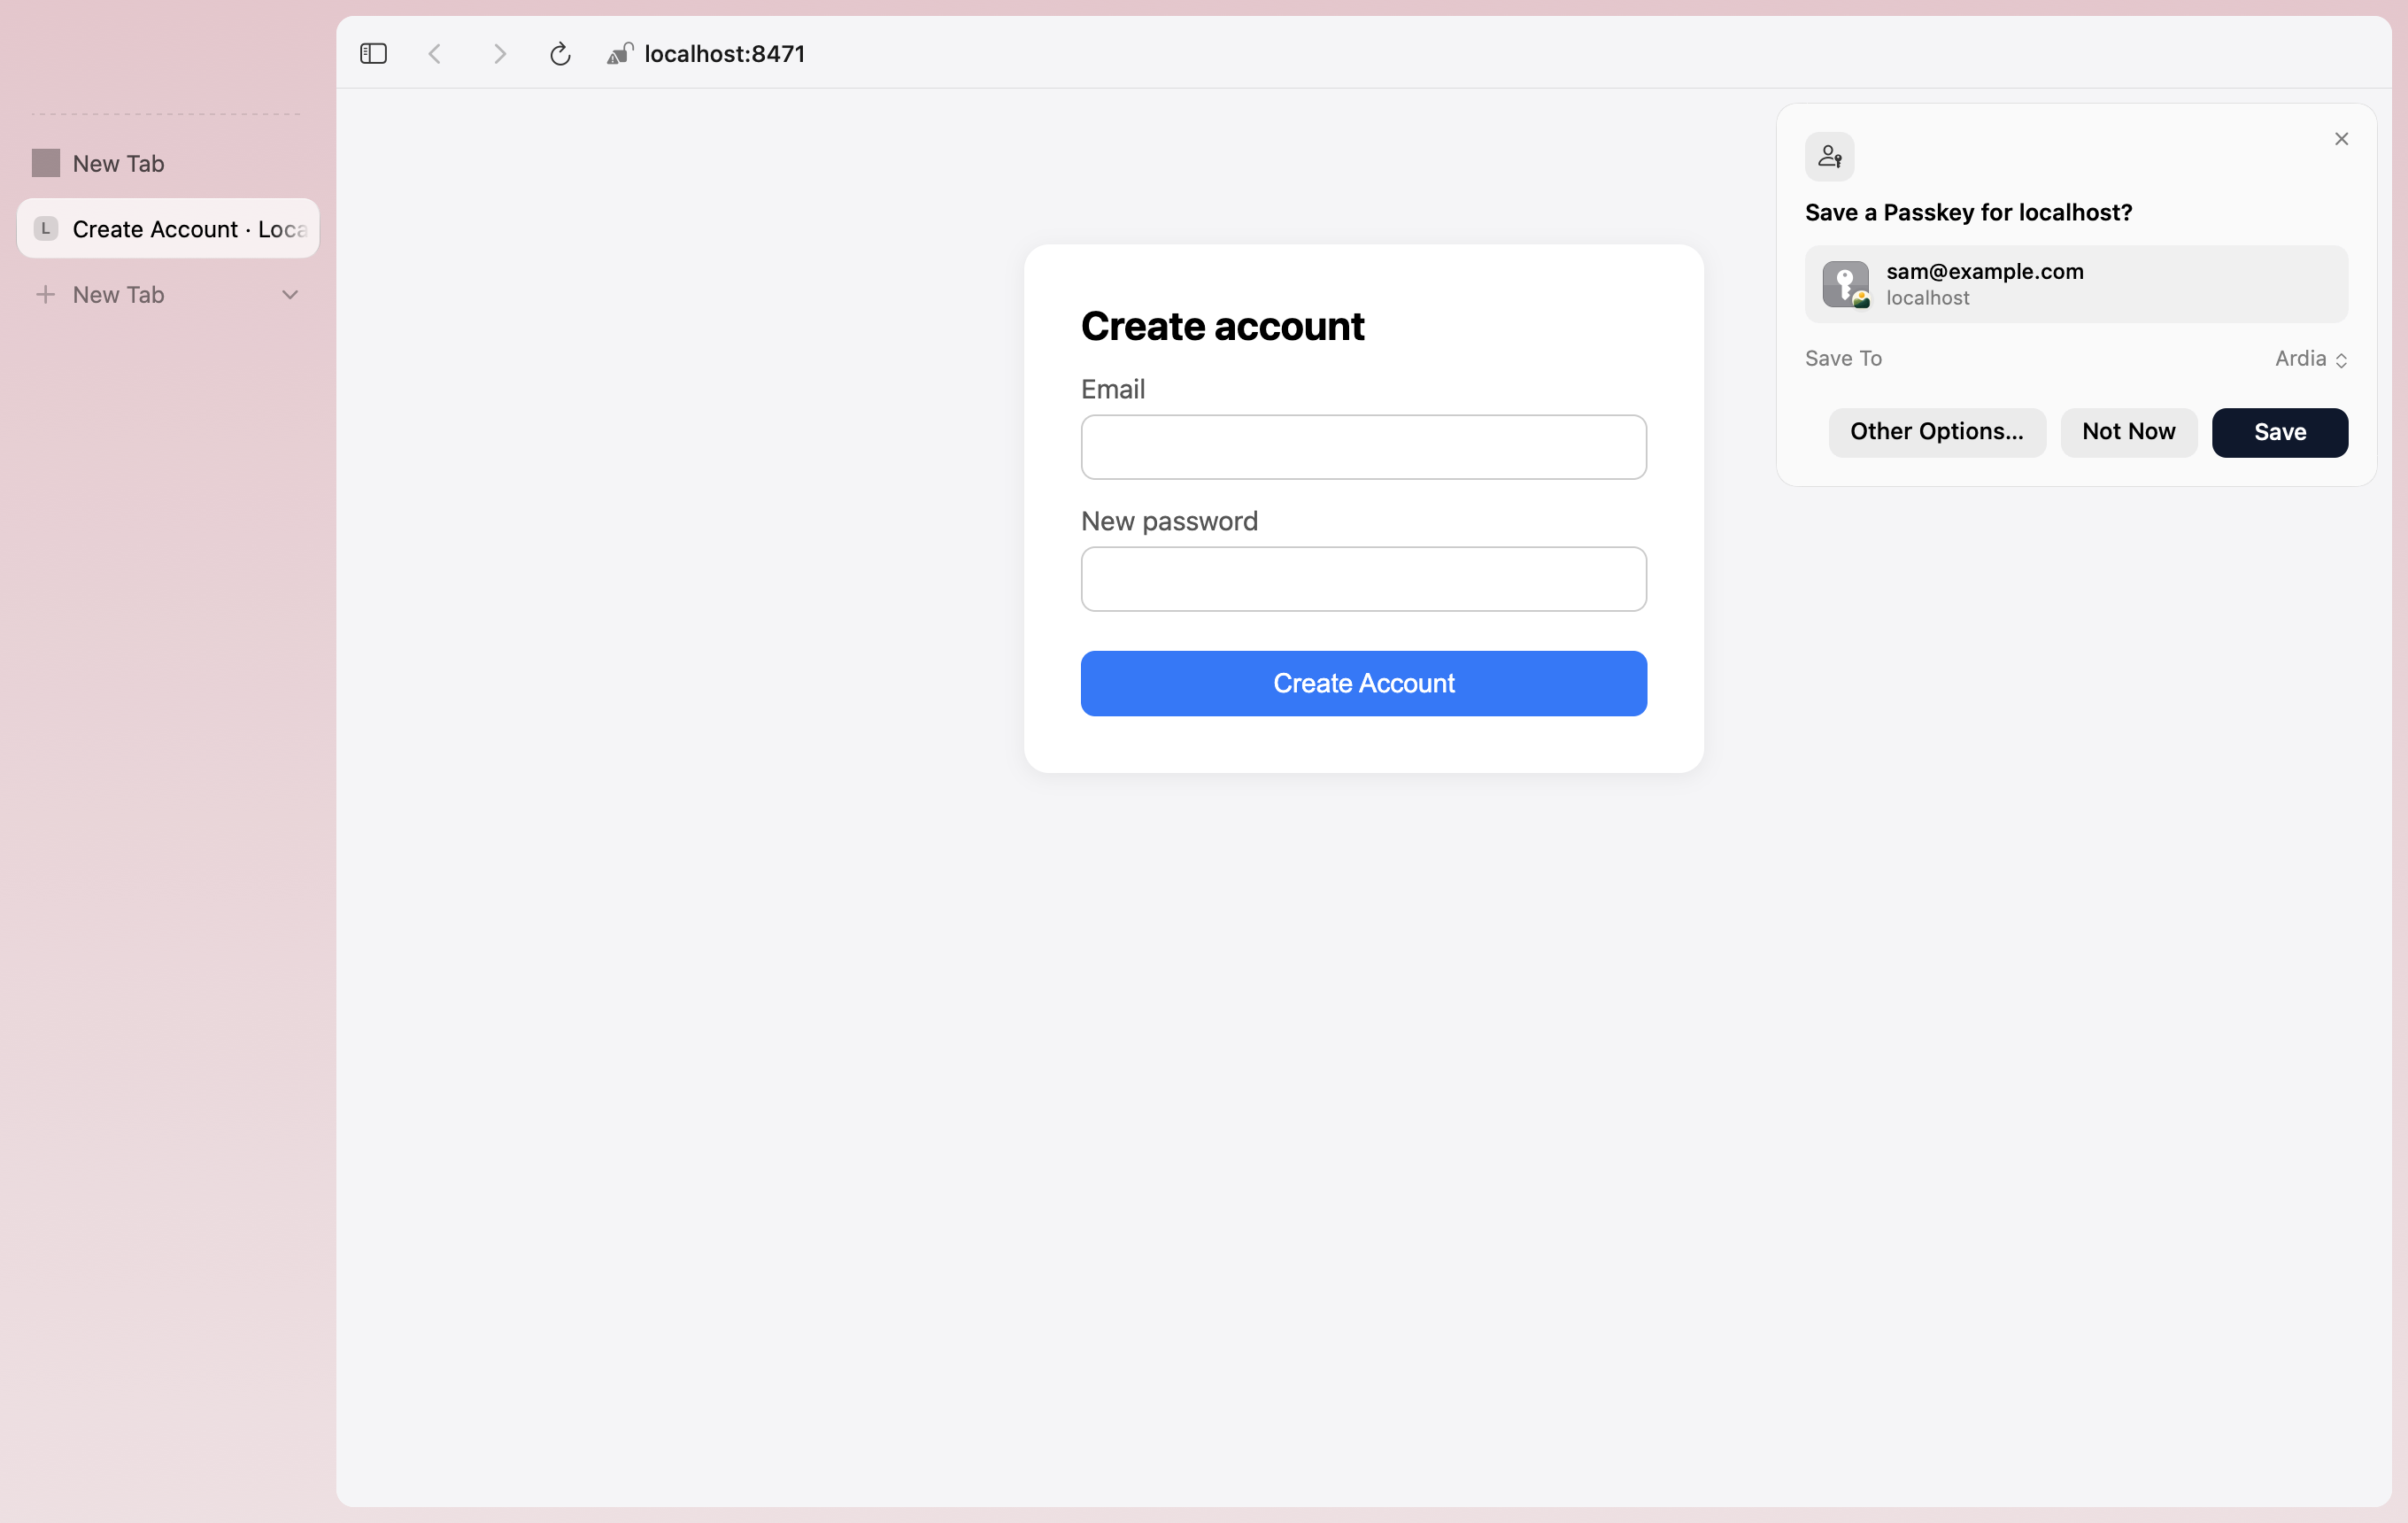 localhost:8471
New Tab
L Create Account · Loca
New Tab
Create account
Email
New password
Create Account
Save a Passkey for localhost?
sam@example.com
localhost
Save To Ardia
Other Options... Not Now Save